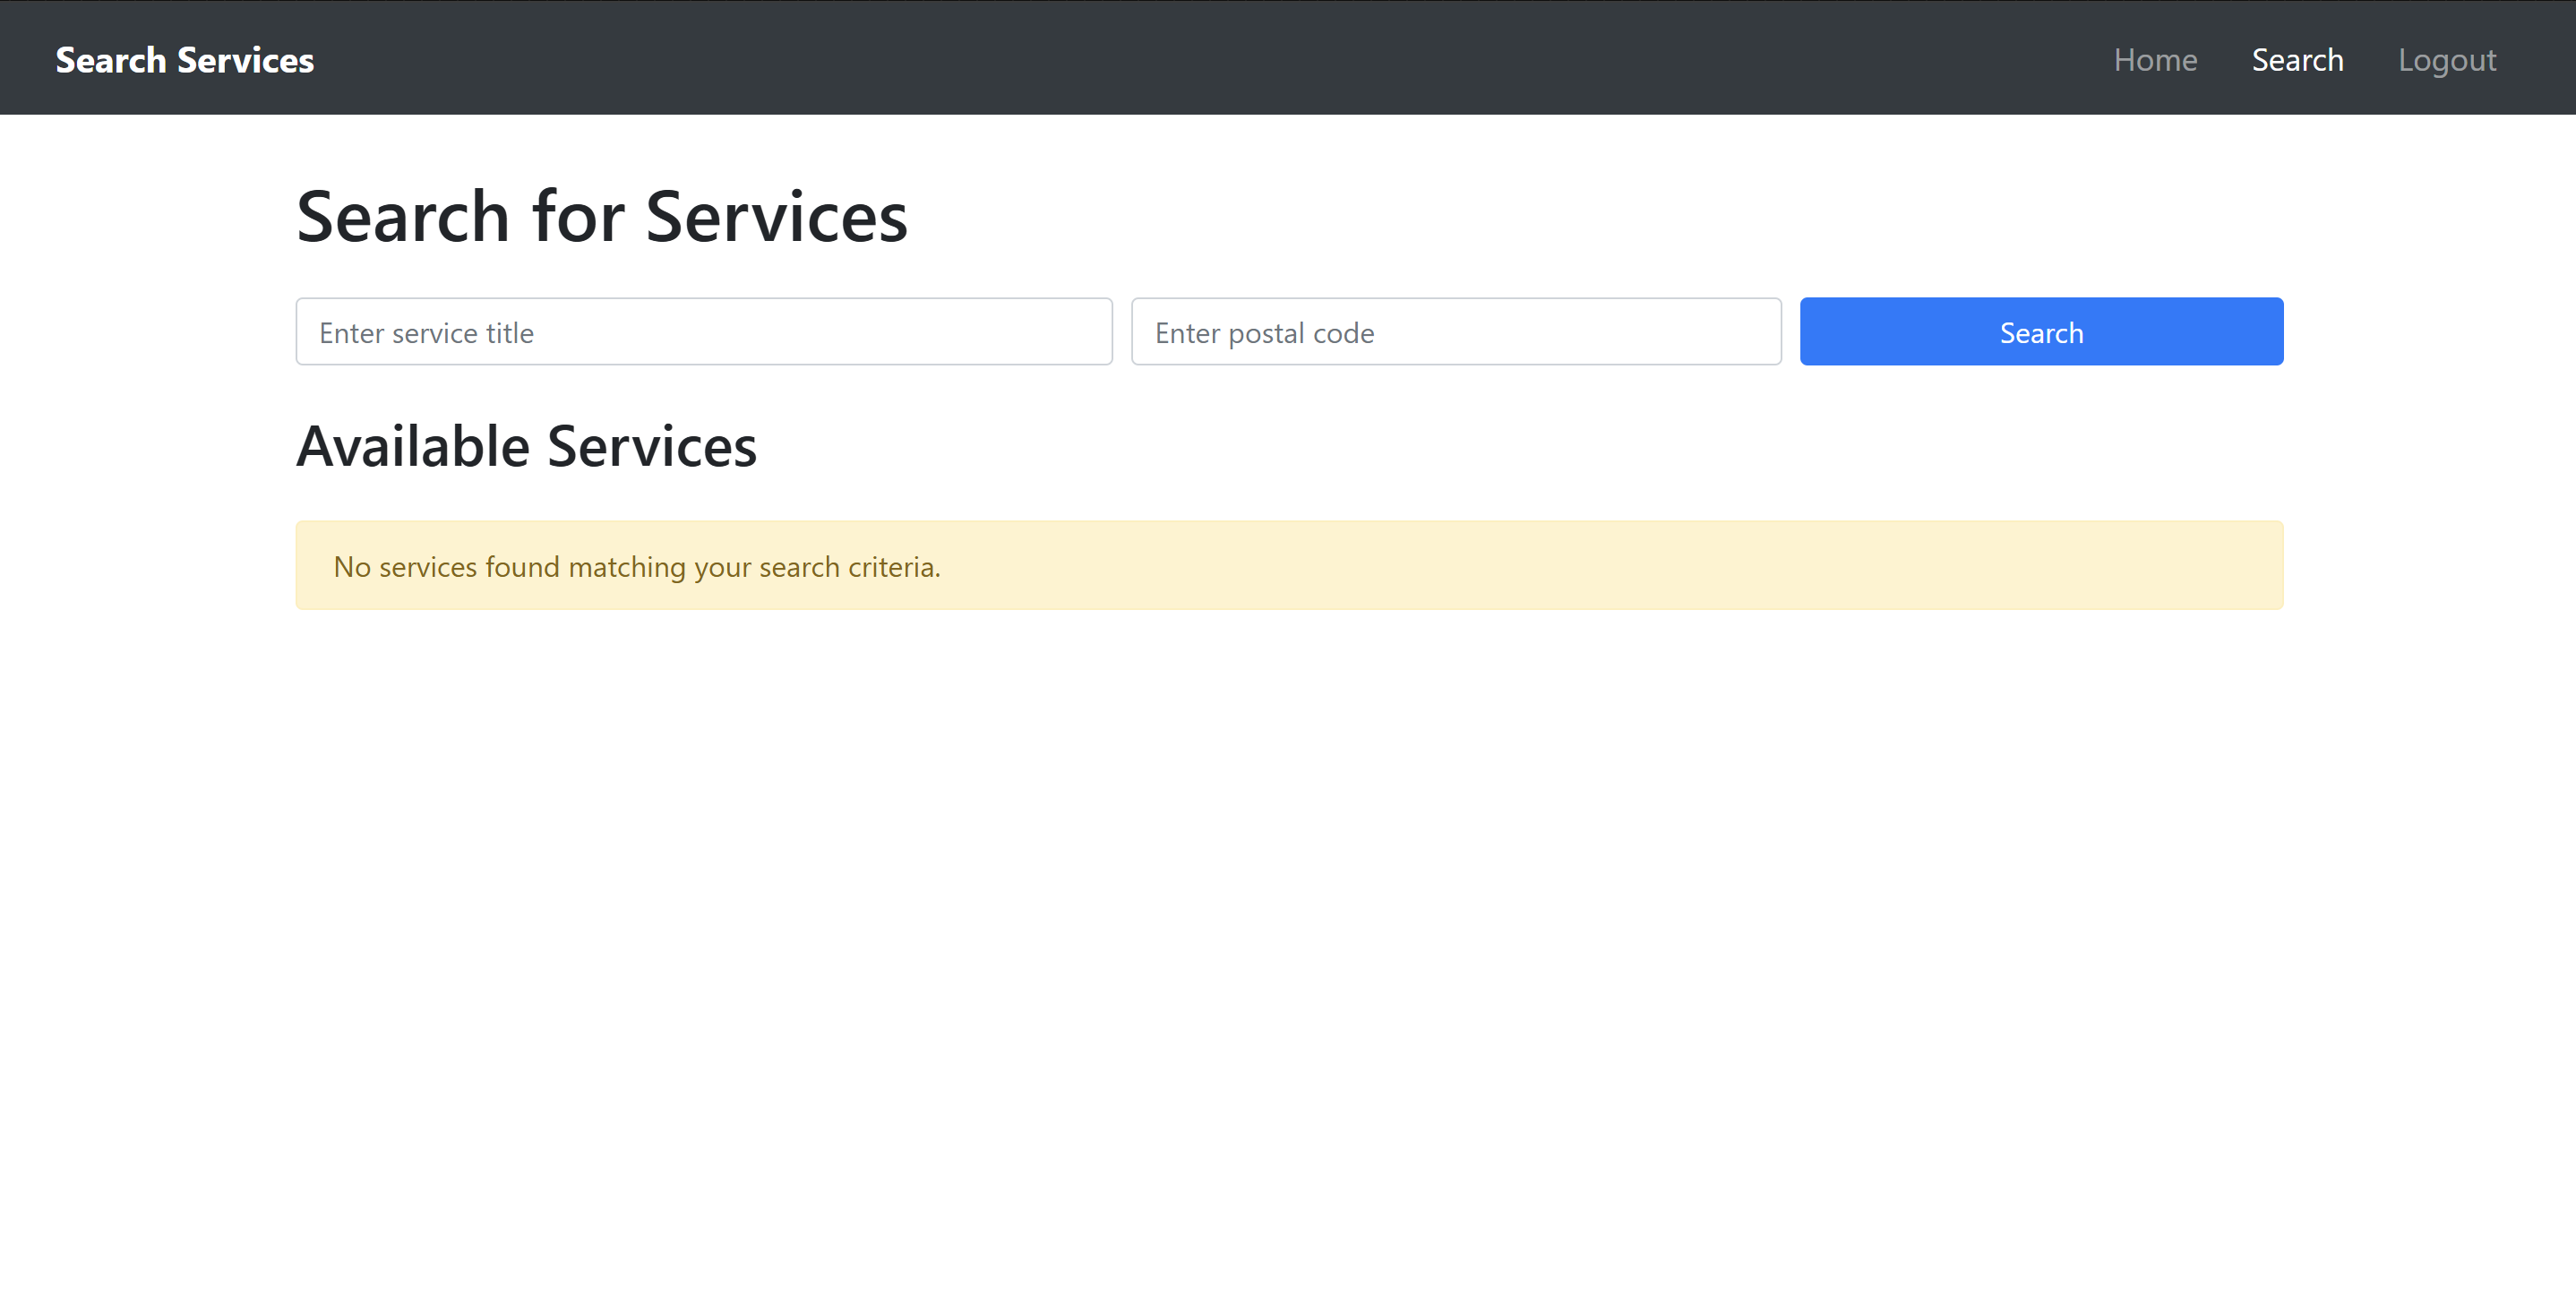 Search Services
Home Search Logout
Search for Services
Enter service title
Enter postal code
Search
Available Services
No services found matching your search criteria.